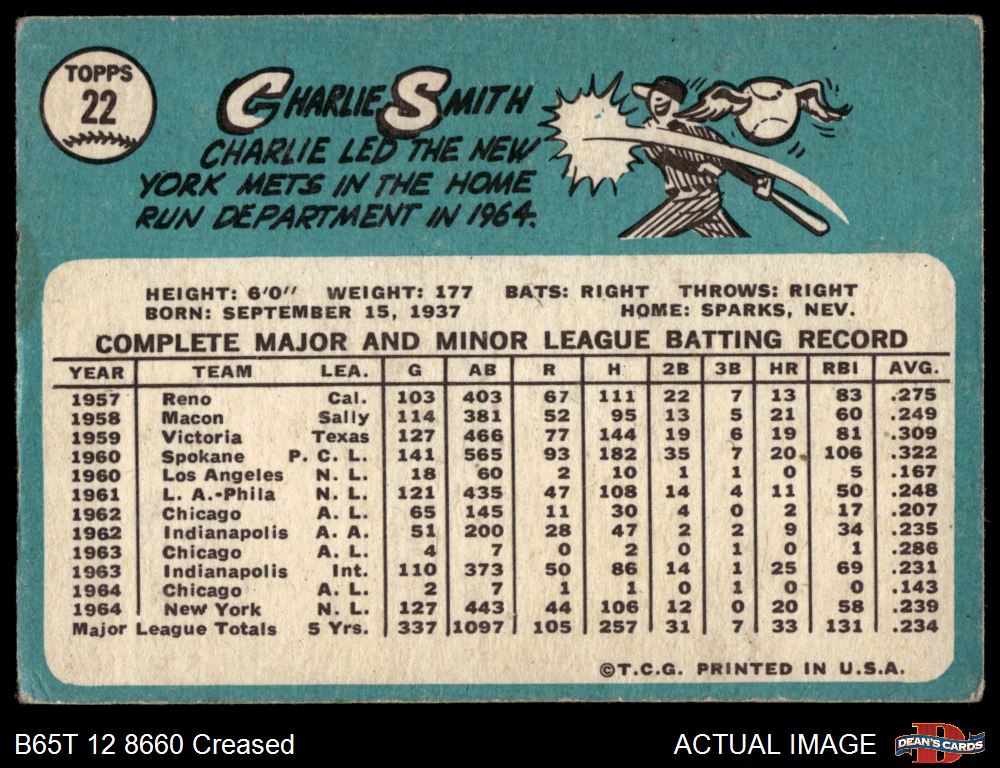 TOPPS
22
CHARLIE SMITH
CHARLIE LED THE NEW
YORK METS IN THE HOME
RUN DEPARTMENT IN 1964.
HEIGHT: 6'0" WEIGHT: 177 BATS: RIGHT THROWS: RIGHT
BORN: SEPTEMBER 15, 1937 HOME: SPARKS, NEV.
COMPLETE MAJOR AND MINOR LEAGUE BATTING RECORD
YEAR TEAM LEA. G AB R H 2B 3B HR RBI AVG.
1957 Reno Cal. 103 403 67 111 22 7 13 83 .275
1958 Macon Sally 114 381 52 95 13 5 21 60 .249
1959 Victoria Texas 127 466 77 144 19 6 19 81 .309
1960 Spokane P. C. L. 141 565 93 182 35 7 20 106 .322
1960 Los Angeles N. L. 18 60 2 10 1 1 0 5 .167
1961 L. A.-Phila N. L. 121 435 47 108 14 4 11 50 .248
1962 Chicago A. L. 65 145 11 30 4 0 2 17 .207
1962 Indianapolis A. A. 51 200 28 47 2 2 9 34 .235
1963 Chicago A. L. 4 7 0 2 0 1 0 1 .286
1963 Indianapolis Int. 110 373 50 86 14 1 25 69 .231
1964 Chicago A. L. 2 7 1 1 0 1 0 0 .143
1964 New York N. L. 127 443 44 106 12 0 20 58 .239
Major League Totals 5 Yrs. 337 1097 105 257 31 7 33 131 .234
©T.C.G. PRINTED IN U.S.A.
B65T 12 8660 Creased
ACTUAL IMAGE
D
DEAN'S CARDS